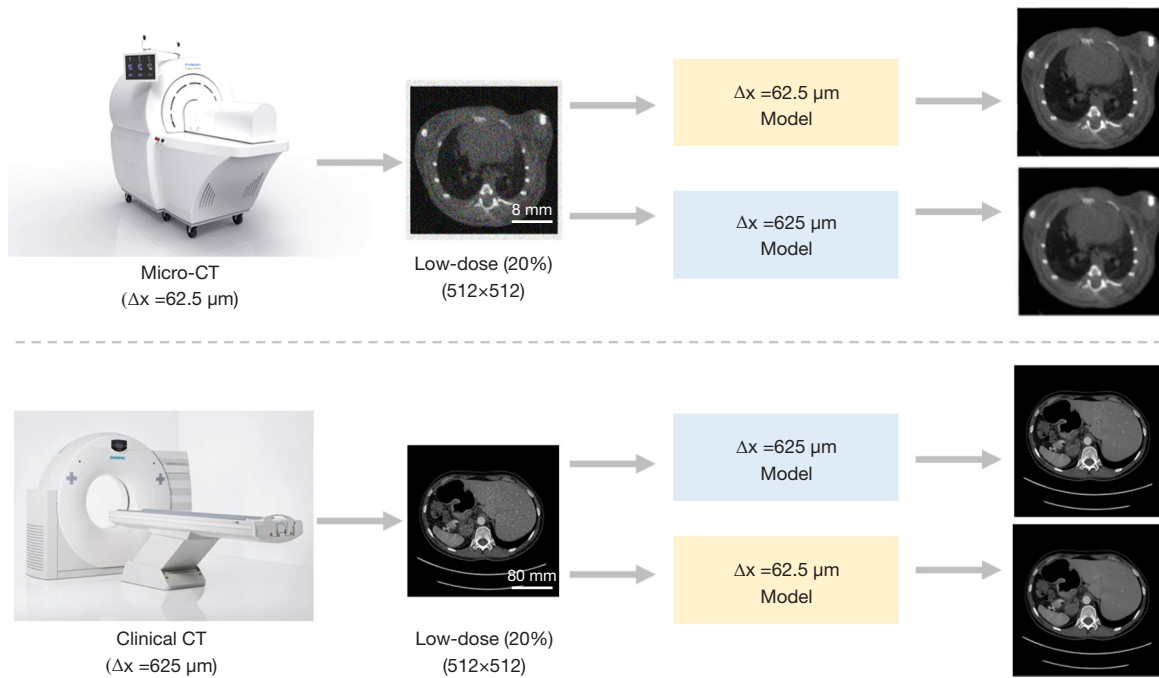 8 mm
Δx =62.5 μm
Model
Δx =625 μm
Model
Micro-CT
(Δx =62.5 μm)
Low-dose (20%)
(512×512)
SIEMENS
80 mm
Δx =625 μm
Model
Δx =62.5 μm
Model
Clinical CT
(Δx =625 μm)
Low-dose (20%)
(512×512)